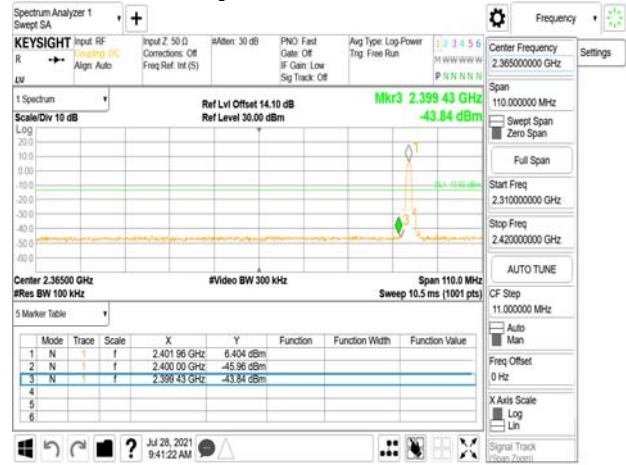 Spectrum Analyzer 1
Swept SA
Frequency
KEYSIGHT
R
Input: RF
Coupling: DC
Align: Auto
Input Z: 50 Ω
Corrections: Off
Freq Ref: Int (S)
#Atten: 30 dB
PNO: Fast
Gate: Off
IF Gain: Low
Sig Track: Off
Avg Type: Log-Power
Trig: Free Run
1 2 3 4 5 6
M W W W W W
P N N N N N
Settings
1 Spectrum
Scale/Div 10 dB
Ref Lvl Offset 14.10 dB
Ref Level 30.00 dBm
Mkr3 2.399 43 GHz
-43.84 dBm
Log
20.0
10.0
0.00
-10.0
-20.0
-30.0
-40.0
-50.0
-60.0
1
3
Center 2.36500 GHz
#Res BW 100 kHz
#Video BW 300 kHz
Span 110.0 MHz
Sweep 10.5 ms (1001 pts)
5 Marker Table
Mode Trace Scale X Y Function Function Width Function Value
1 N 1 f 2.401 96 GHz 6.404 dBm
2 N 1 f 2.400 00 GHz -45.96 dBm
3 N 1 f 2.399 43 GHz -43.84 dBm
4
5
6
Center Frequency
2.365000000 GHz
Span
110.000000 MHz
Swept Span
Zero Span
Full Span
Start Freq
2.310000000 GHz
Stop Freq
2.420000000 GHz
AUTO TUNE
CF Step
11.000000 MHz
Auto
Man
Freq Offset
0 Hz
X Axis Scale
Log
Lin
Signal Track
(Span Zoom)
?
Jul 28, 2021
9:41:22 AM